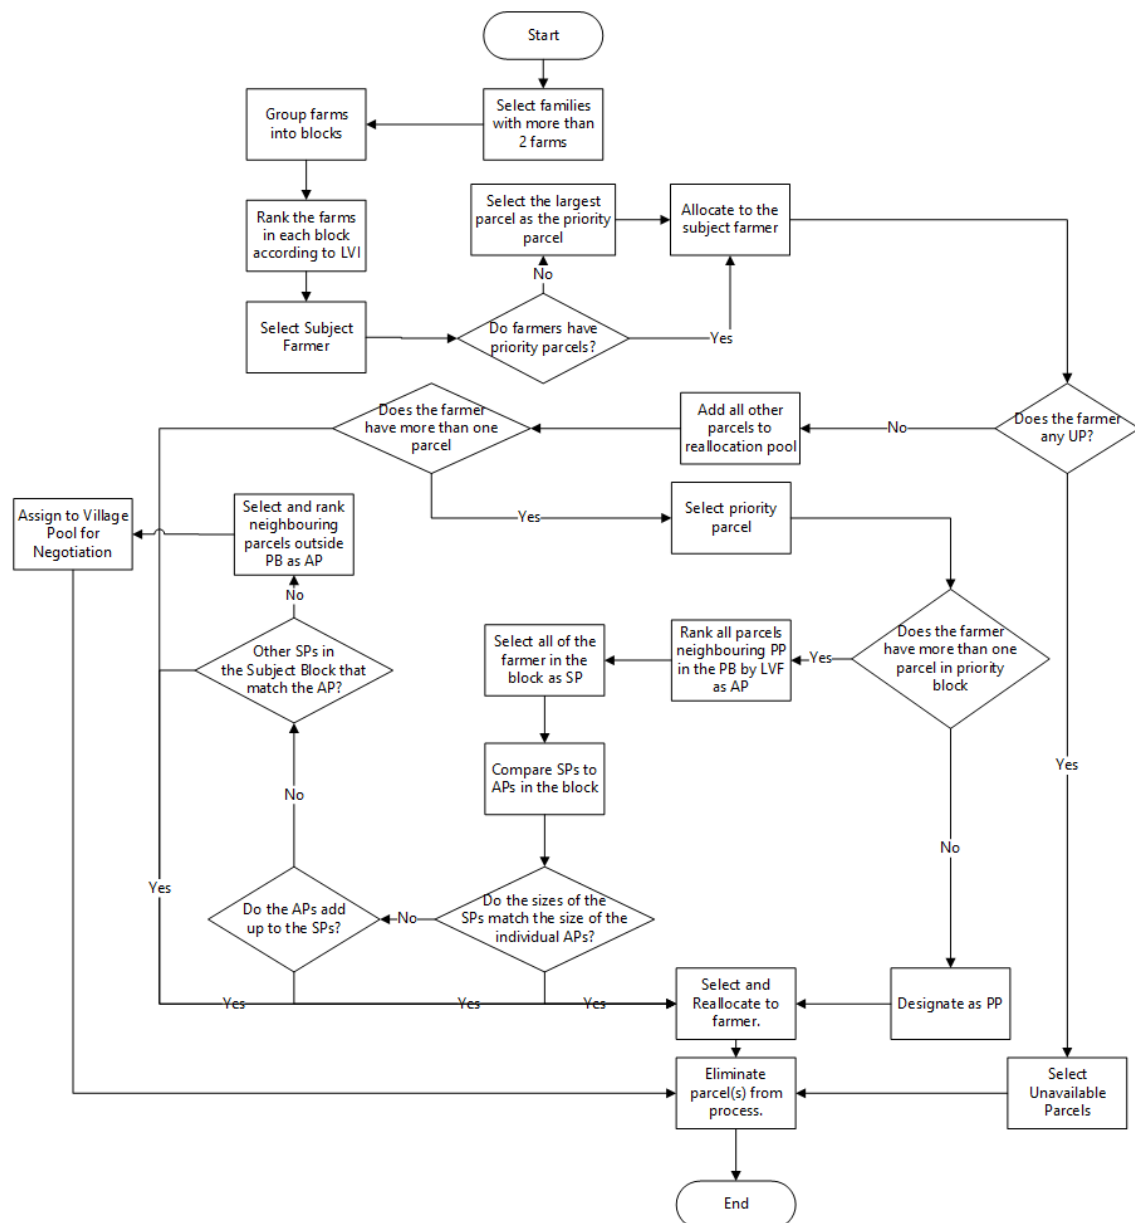 Start
Select families
with more than
2 farms
Group farms
into blocks
Rank the farms
in each block
according to LVI
Select Subject
Farmer
Do farmers have
priority parcels?
No
Yes
Select the largest
parcel as the priority
parcel
Allocate to the
subject farmer
Does the farmer
any UP?
No
Yes
Add all other
parcels to
reallocation pool
Does the farmer
have more than one
parcel
Yes
Select priority
parcel
Does the farmer
have more than one
parcel in priority
block
Yes
No
Rank all parcels
neighbouring PP
in the PB by LVF
as AP
Select all of the
farmer in the
block as SP
Compare SPs to
APs in the block
Do the sizes of the
SPs match the size of the
individual APs?
No
Yes
Do the APs add
up to the SPs?
No
Yes
Other SPs in
the Subject Block that
match the AP?
No
Yes
Select and rank
neighbouring
parcels outside
PB as AP
Assign to Village
Pool for
Negotiation
Yes
Designate as PP
Select and
Reallocate to
farmer.
Select
Unavailable
Parcels
Eliminate
parcel(s) from
process.
End